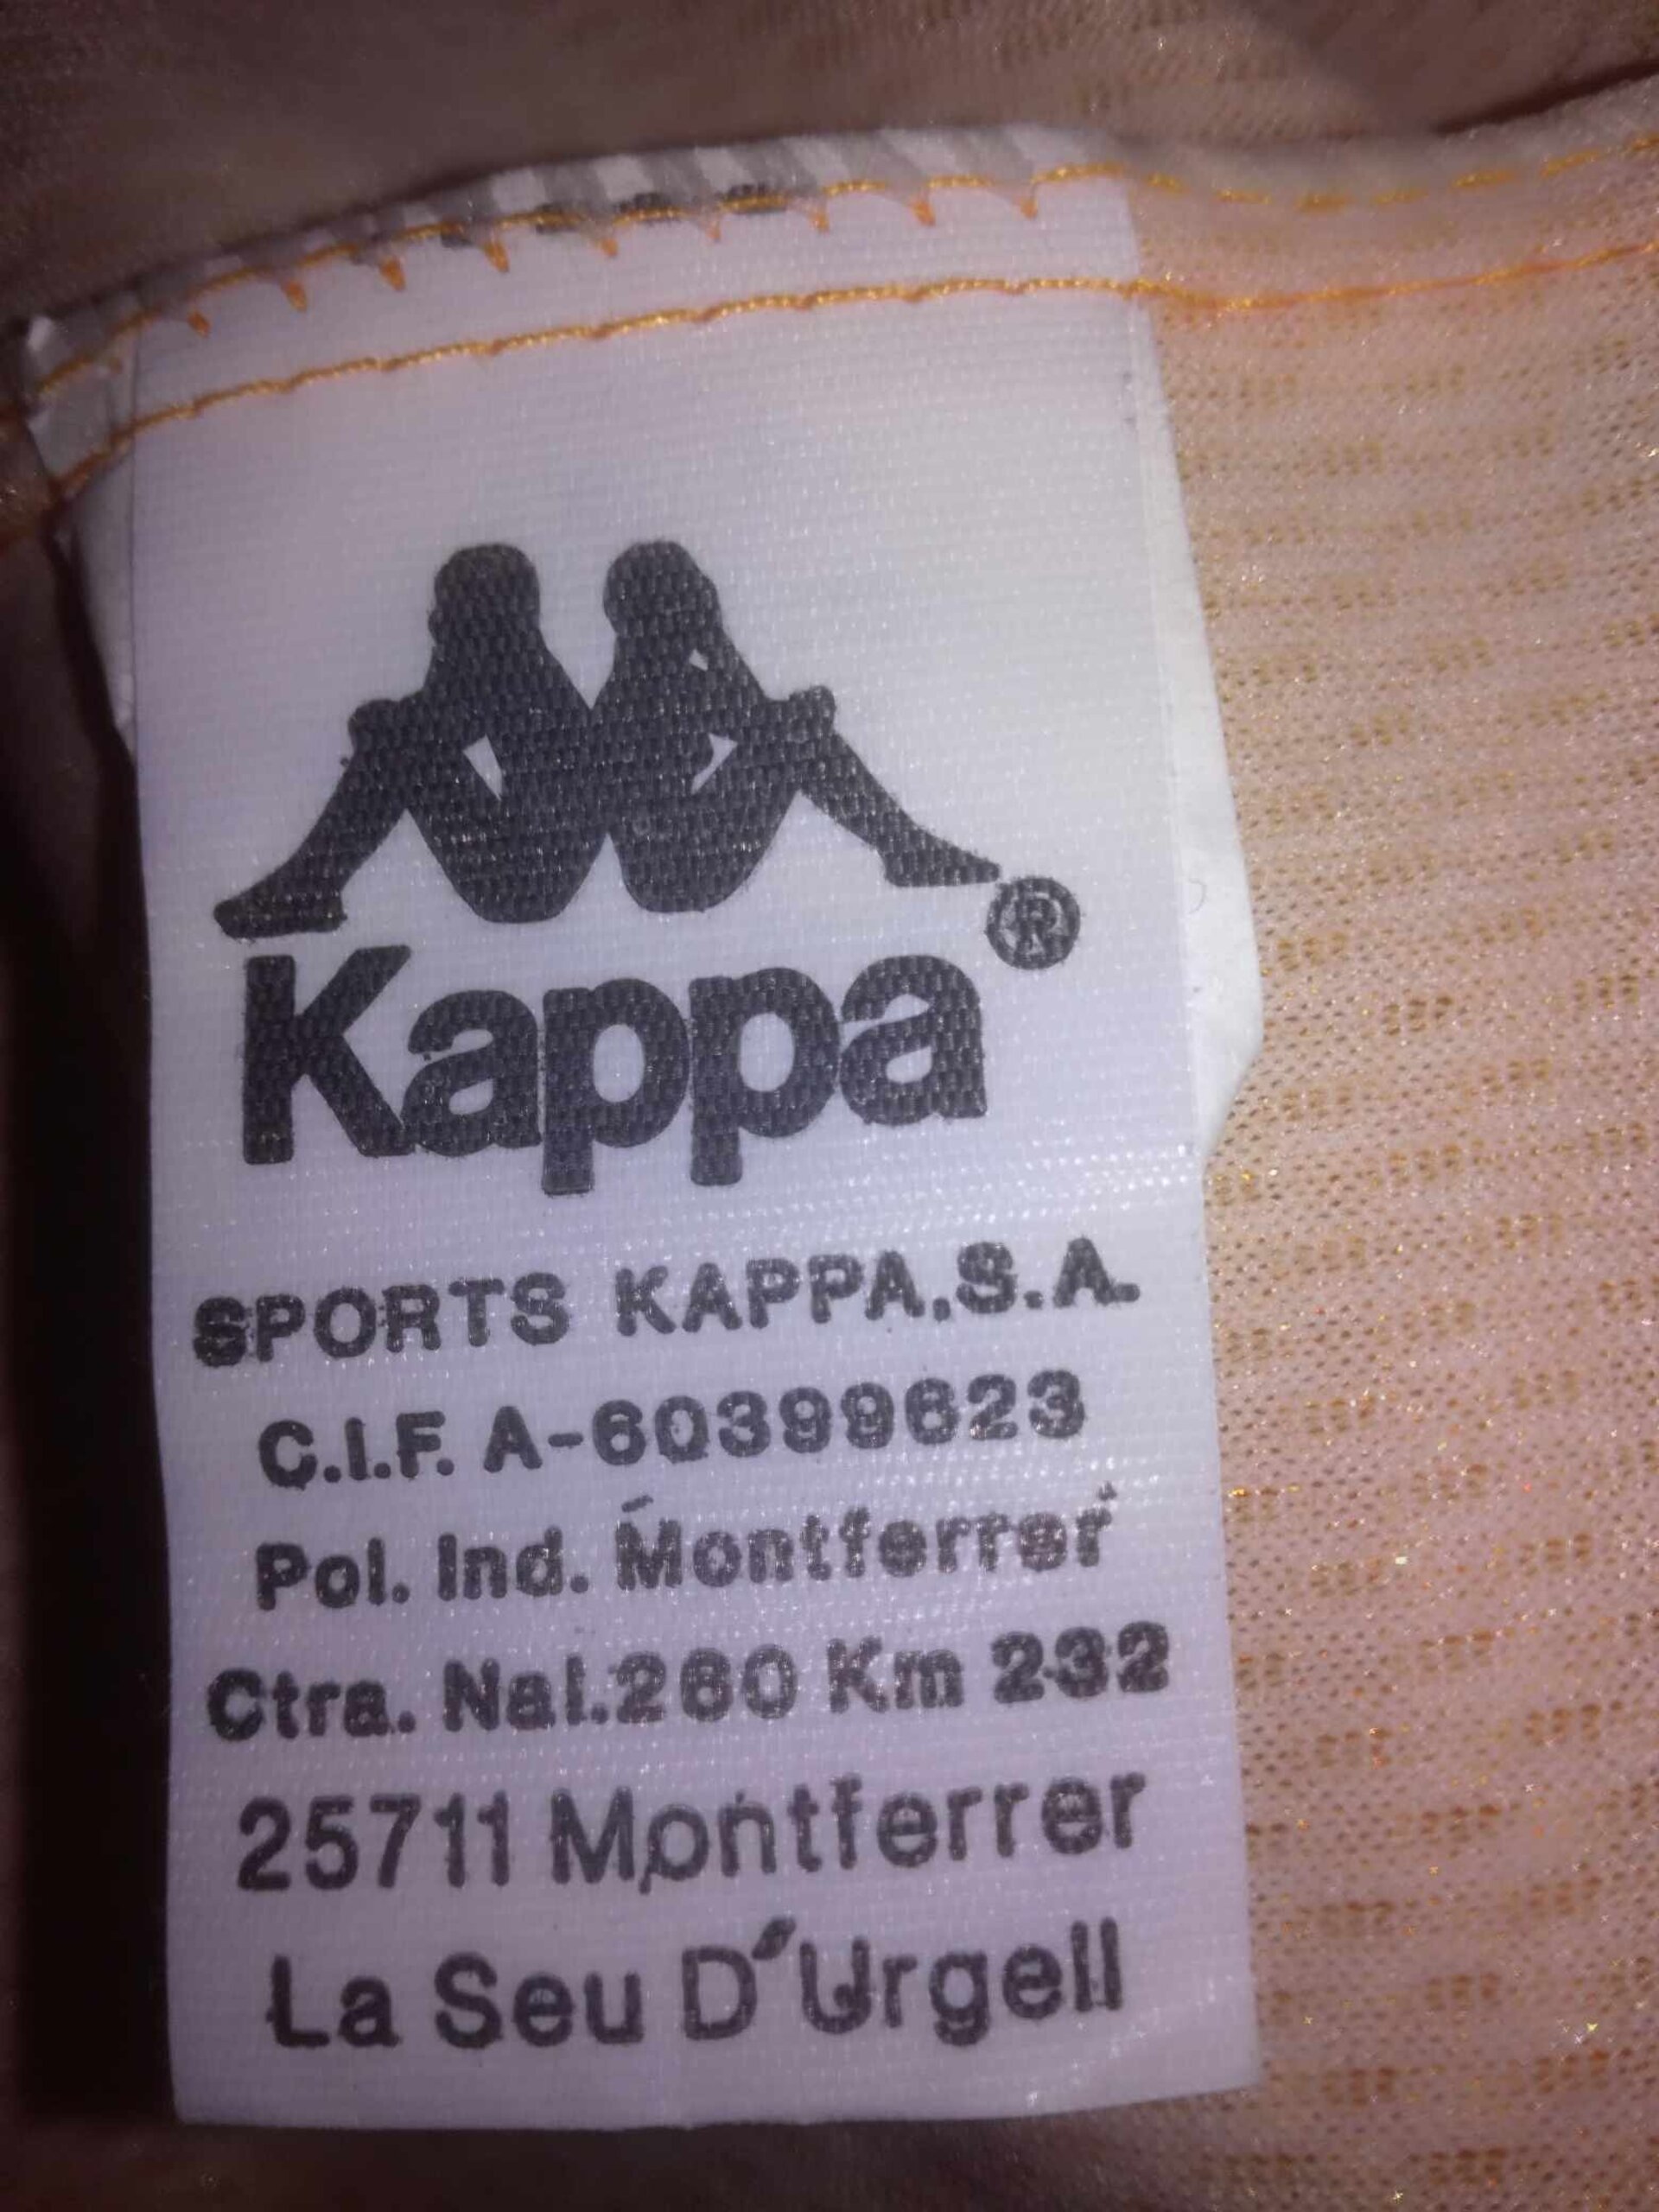 Kappa®
SPORTS KAPPA.S.A.
C.I.F. A-60399623
Pol. Ind. Montferrer
Ctra. Nal.260 Km 232
25711 Montferrer
La Seu D´Urgell